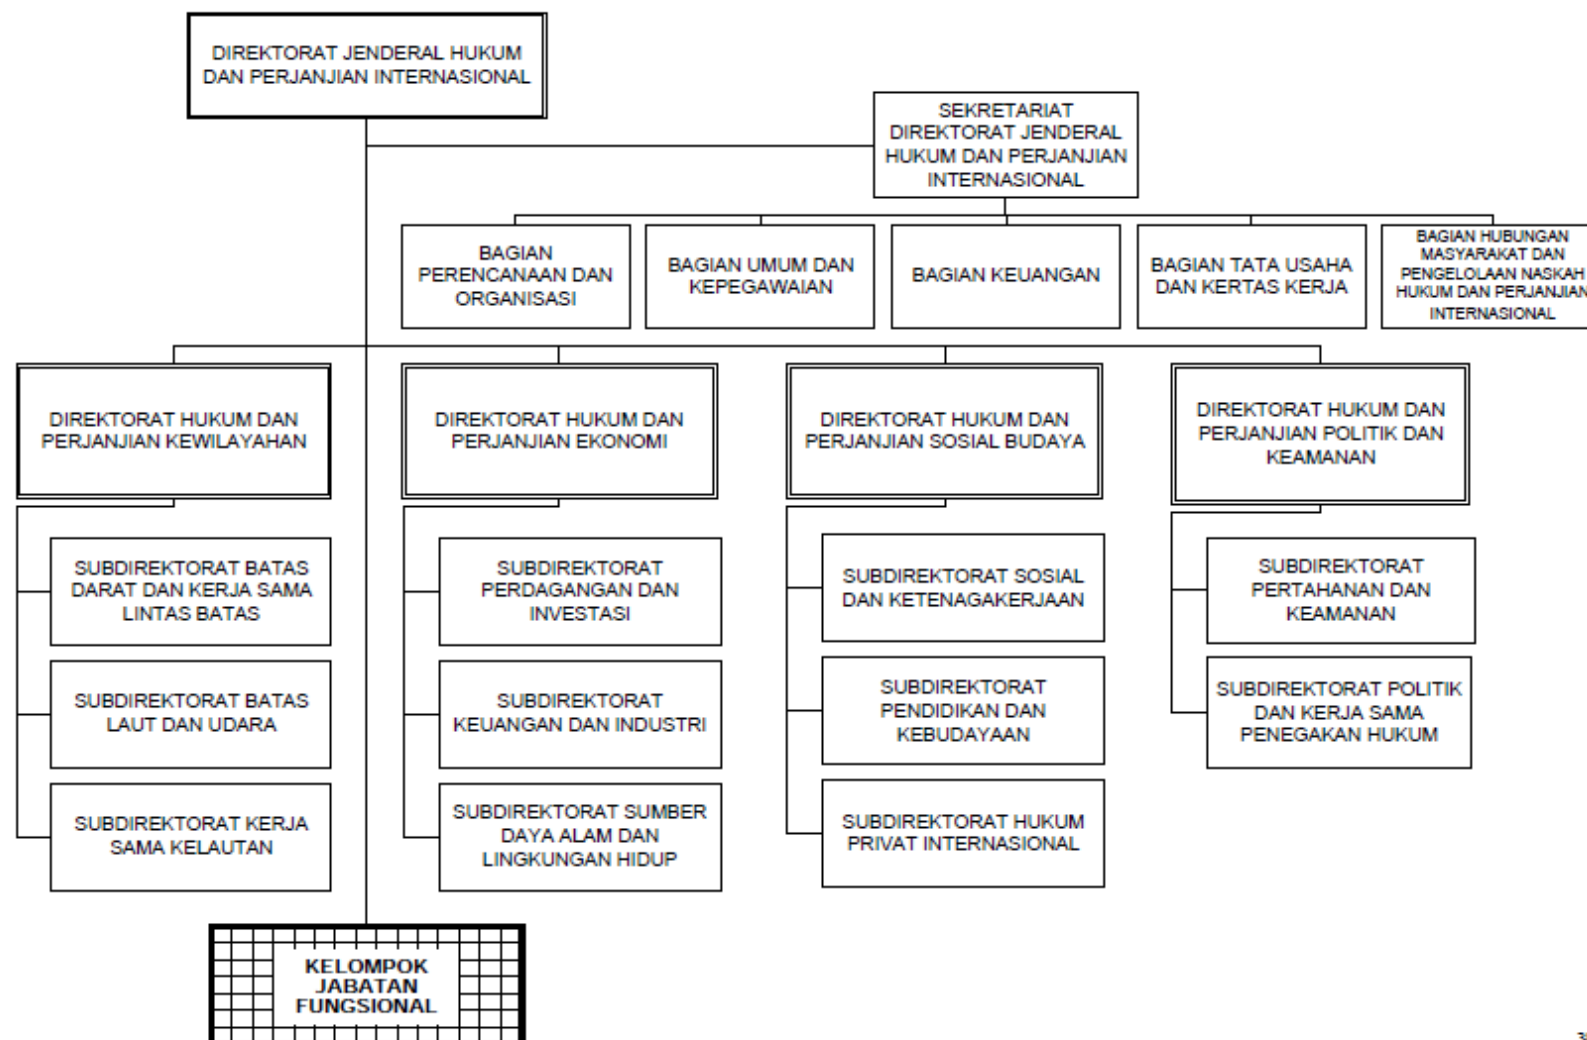 DIREKTORAT JENDERAL HUKUM
DAN PERJANJIAN INTERNASIONAL
SEKRETARIAT
DIREKTORAT JENDERAL
HUKUM DAN PERJANJIAN
INTERNASIONAL
BAGIAN
PERENCANAAN DAN
ORGANISASI
BAGIAN UMUM DAN
KEPEGAWAIAN
BAGIAN KEUANGAN
BAGIAN TATA USAHA
DAN KERTAS KERJA
BAGIAN HUBUNGAN
MASYARAKAT DAN
PENGELOLAAN NASKAH
HUKUM DAN PERJANJIAN
INTERNASIONAL
DIREKTORAT HUKUM DAN
PERJANJIAN KEWILAYAHAN
DIREKTORAT HUKUM DAN
PERJANJIAN EKONOMI
DIREKTORAT HUKUM DAN
PERJANJIAN SOSIAL BUDAYA
DIREKTORAT HUKUM DAN
PERJANJIAN POLITIK DAN
KEAMANAN
SUBDIREKTORAT BATAS
DARAT DAN KERJA SAMA
LINTAS BATAS
SUBDIREKTORAT BATAS
LAUT DAN UDARA
SUBDIREKTORAT KERJA
SAMA KELAUTAN
SUBDIREKTORAT
PERDAGANGAN DAN
INVESTASI
SUBDIREKTORAT
KEUANGAN DAN INDUSTRI
SUBDIREKTORAT SUMBER
DAYA ALAM DAN
LINGKUNGAN HIDUP
SUBDIREKTORAT SOSIAL
DAN KETENAGAKERJAAN
SUBDIREKTORAT
PENDIDIKAN DAN
KEBUDAYAAN
SUBDIREKTORAT HUKUM
PRIVAT INTERNASIONAL
SUBDIREKTORAT
PERTAHANAN DAN
KEAMANAN
SUBDIREKTORAT POLITIK
DAN KERJA SAMA
PENEGAKAN HUKUM
KELOMPOK
JABATAN
FUNGSIONAL